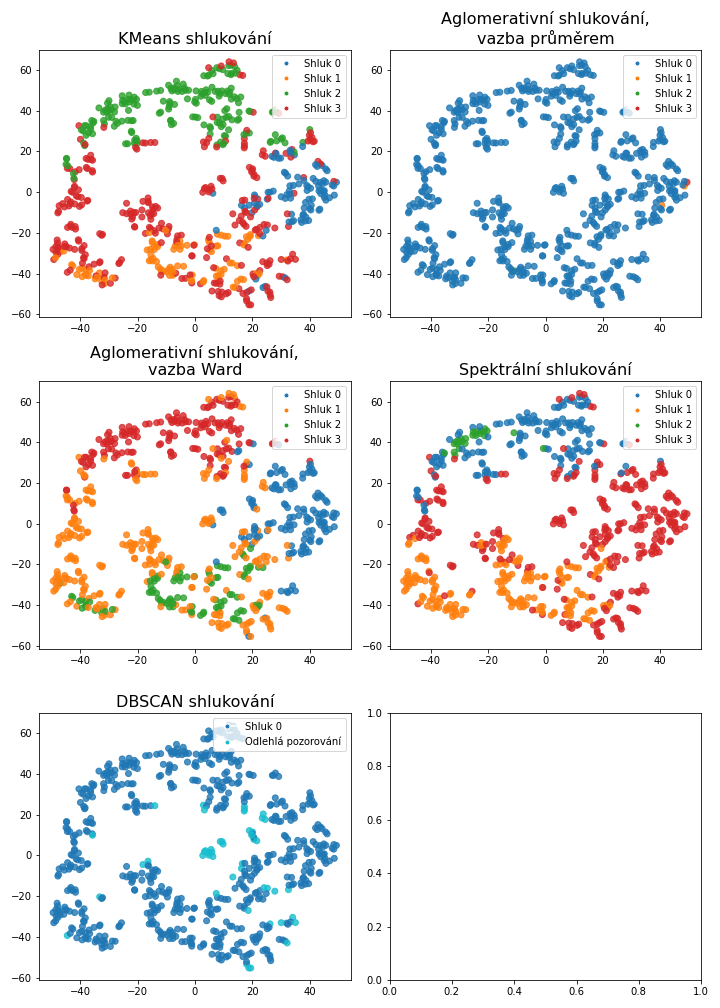 KMeans shlukování
Shluk 0
Shluk 1
Shluk 2
Shluk 3
60
40
20
0
−20
−40
−60
−40 −20 0 20 40
Aglomerativní shlukování,
vazba průměrem
Shluk 0
Shluk 1
Shluk 2
Shluk 3
60
40
20
0
−20
−40
−60
−40 −20 0 20 40
Aglomerativní shlukování,
vazba Ward
Shluk 0
Shluk 1
Shluk 2
Shluk 3
60
40
20
0
−20
−40
−60
−40 −20 0 20 40
Spektrální shlukování
Shluk 0
Shluk 1
Shluk 2
Shluk 3
60
40
20
0
−20
−40
−60
−40 −20 0 20 40
DBSCAN shlukování
Shluk 0
Odlehlá pozorování
60
40
20
0
−20
−40
−60
−40 −20 0 20 40
1.0
0.8
0.6
0.4
0.2
0.0
0.0 0.2 0.4 0.6 0.8 1.0